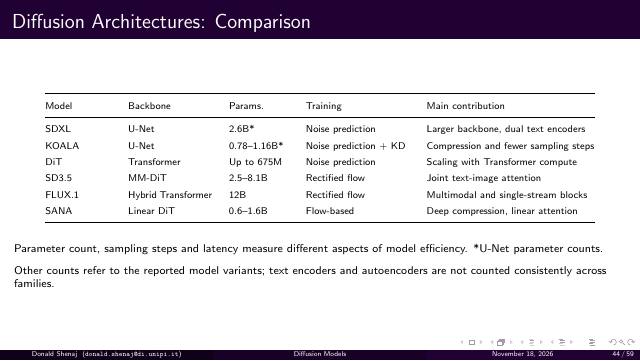 Diffusion Architectures: Comparison
Model Backbone Params. Training Main contribution
SDXL U-Net 2.6B* Noise prediction Larger backbone, dual text encoders
KOALA U-Net 0.78–1.16B* Noise prediction + KD Compression and fewer sampling steps
DiT Transformer Up to 675M Noise prediction Scaling with Transformer compute
SD3.5 MM-DiT 2.5–8.1B Rectified flow Joint text-image attention
FLUX.1 Hybrid Transformer 12B Rectified flow Multimodal and single-stream blocks
SANA Linear DiT 0.6–1.6B Flow-based Deep compression, linear attention
Parameter count, sampling steps and latency measure different aspects of model efficiency. *U-Net parameter counts.
Other counts refer to the reported model variants; text encoders and autoencoders are not counted consistently across
families.
Donald Shenaj (donald.shenaj@di.unipi.it) Diffusion Models November 18, 2026 44 / 59